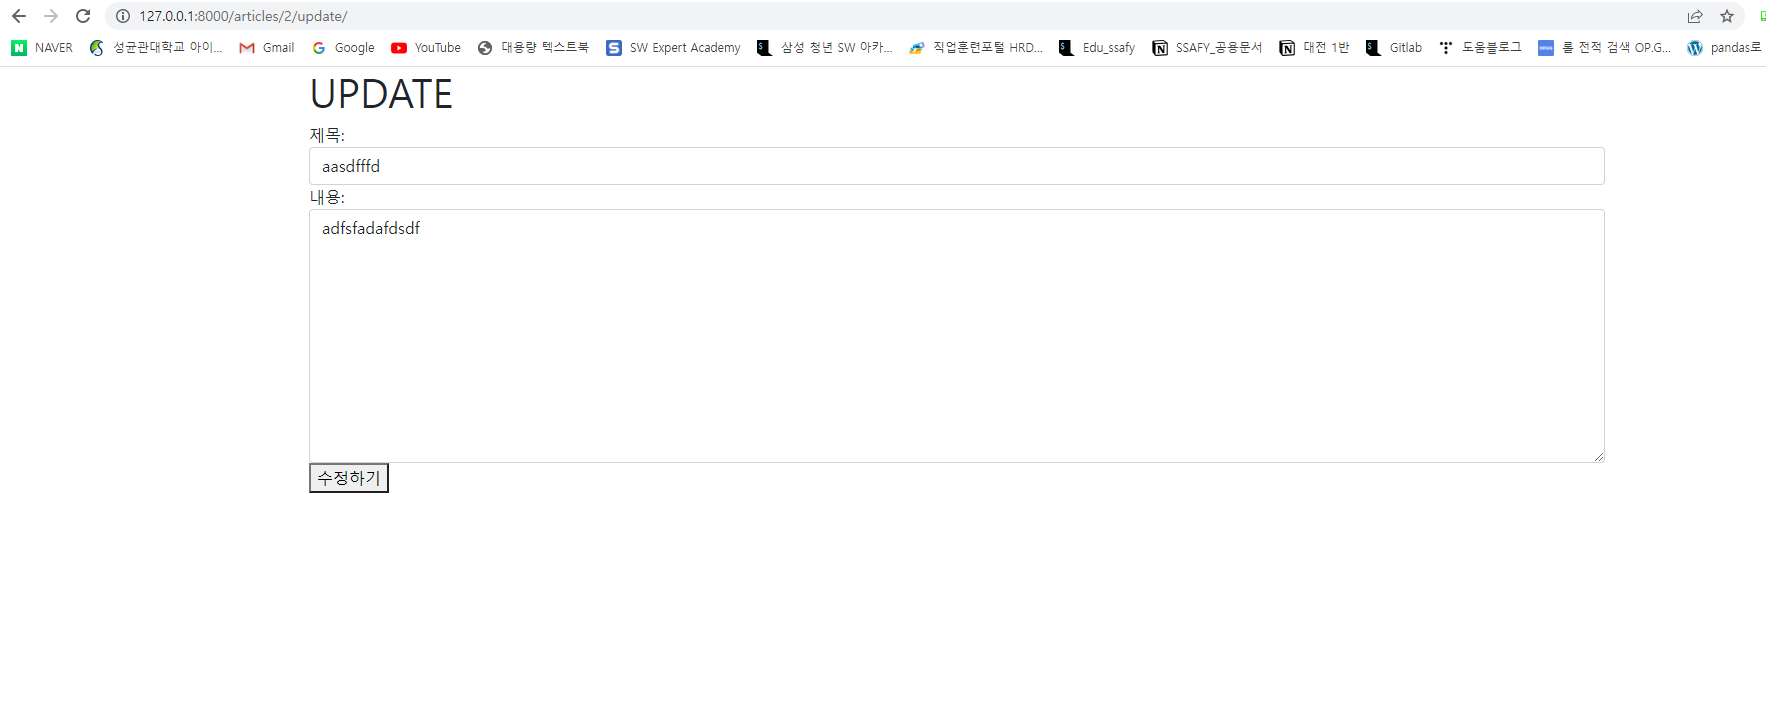 127.0.0.1:8000/articles/2/update/
NAVER 성균관대학교 아이... Gmail Google YouTube 대용량 텍스트북 SW Expert Academy 삼성 청년 SW 아카... 직업훈련포털 HRD... Edu_ssafy SSAFY_공용문서 대전 1반 Gitlab 도움블로그 롤 전적 검색 OP.G... pandas로
UPDATE
제목:
aasdfffd
내용:
adfsfadafdsdf
수정하기